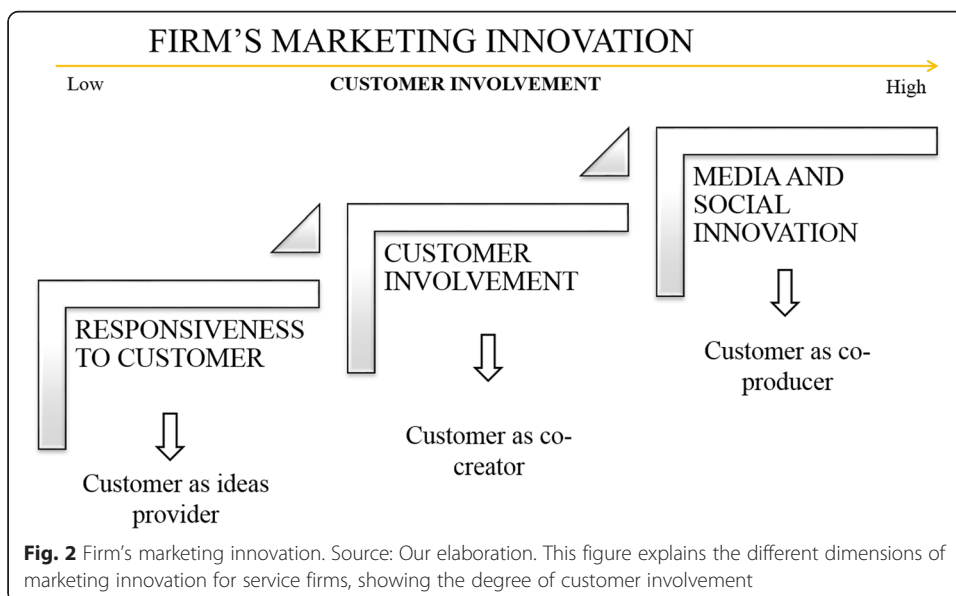 FIRM'S MARKETING INNOVATION
Low
CUSTOMER INVOLVEMENT
High
RESPONSIVENESS
TO CUSTOMER
Customer as ideas
provider
CUSTOMER
INVOLVEMENT
Customer as co-
creator
MEDIA AND
SOCIAL
INNOVATION
Customer as co-
producer
Fig. 2 Firm's marketing innovation. Source: Our elaboration. This figure explains the different dimensions of
marketing innovation for service firms, showing the degree of customer involvement